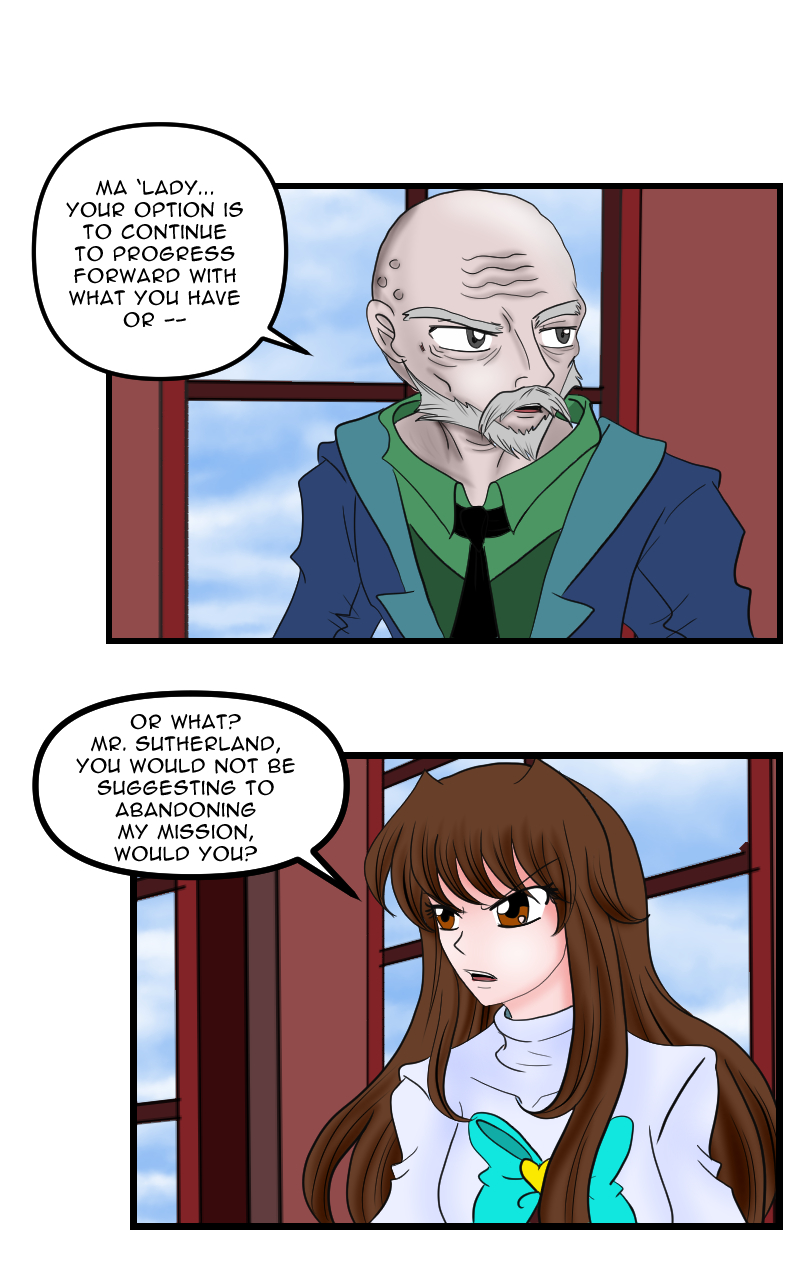 MA 'LADY...
YOUR OPTION IS
TO CONTINUE
TO PROGRESS
FORWARD WITH
WHAT YOU HAVE
OR --
OR WHAT?
MR. SUTHERLAND,
YOU WOULD NOT BE
SUGGESTING TO
ABANDONING
MY MISSION,
WOULD YOU?